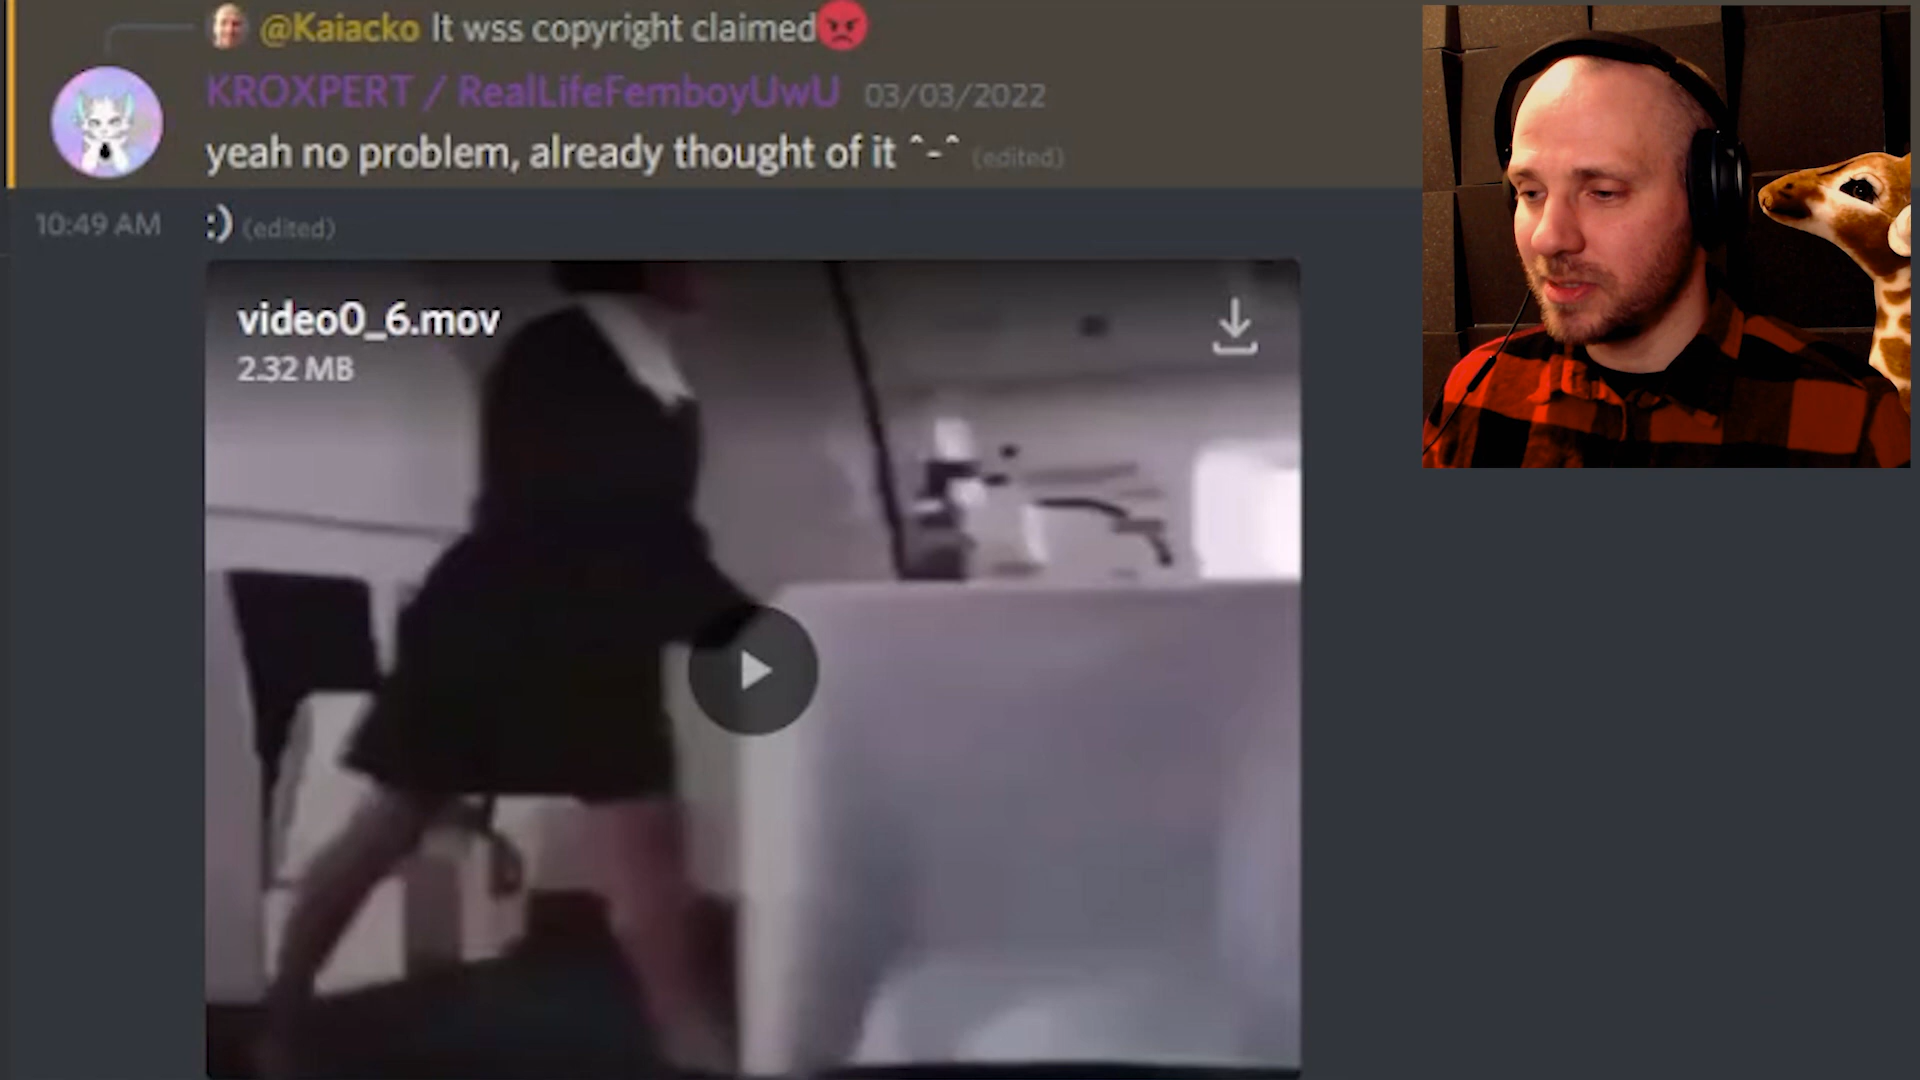 @Kaiacko It wss copyright claimed
KROXPERT / RealLifeFemboyUwU 03/03/2022
yeah no problem, already thought of it ^-^ (edited)
10:49 AM :) (edited)
video0_6.mov
2.32 MB